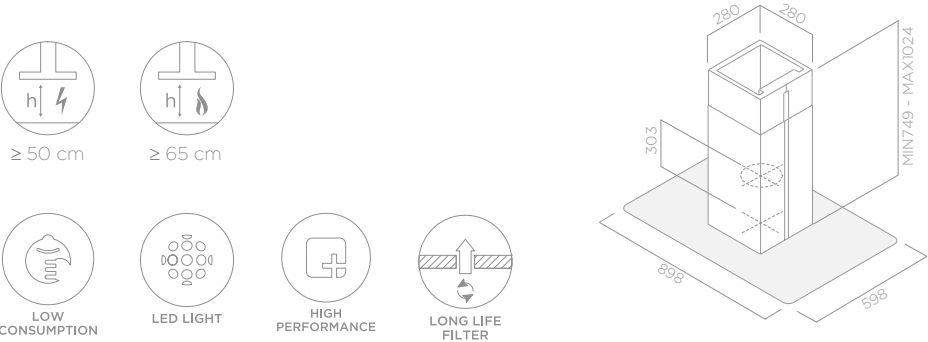 h
h
≥ 50 cm
≥ 65 cm
LOW
CONSUMPTION
LED LIGHT
HIGH
PERFORMANCE
LONG LIFE
FILTER
280
280
303
MIN749 - MAX1024
898
598